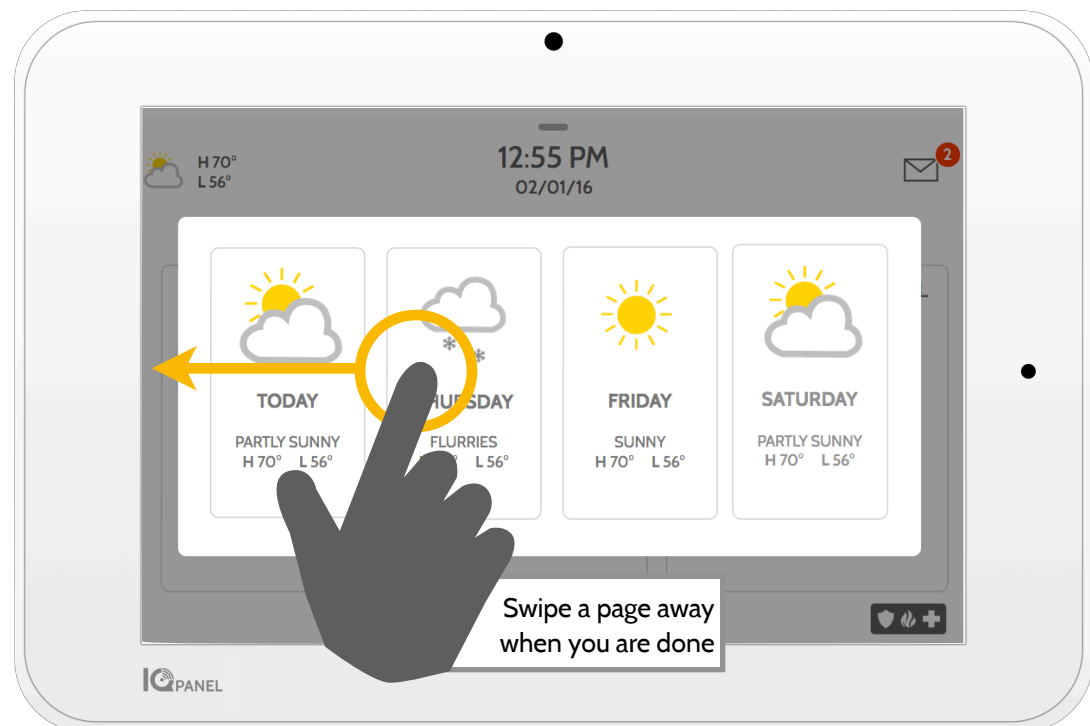 H 70°
L 56°
12:55 PM
02/01/16
2
TODAY
PARTLY SUNNY
H 70° L 56°
FLURRIES
L 56°
FRIDAY
SUNNY
H 70° L 56°
SATURDAY
PARTLY SUNNY
H 70° L 56°
Swipe a page away
when you are done
IQ PANEL